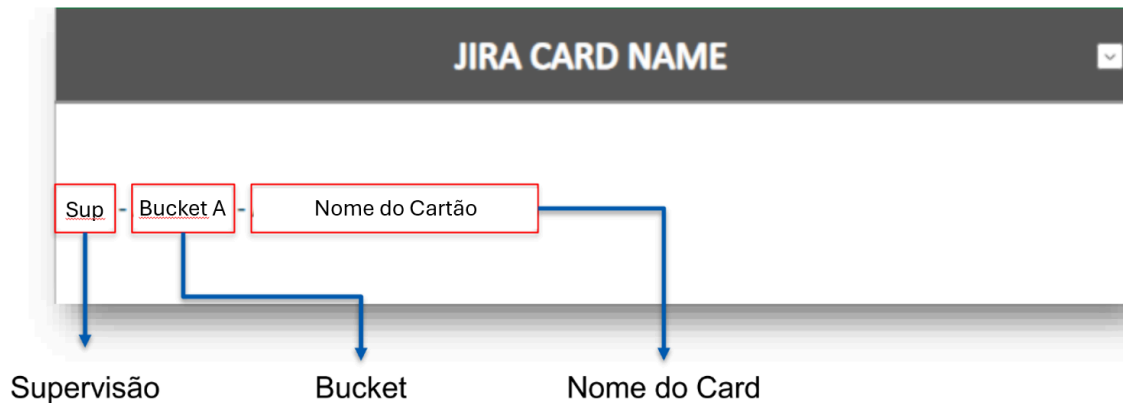 JIRA CARD NAME
Sup - Bucket A - Nome do Cartão
Supervisão Bucket Nome do Card